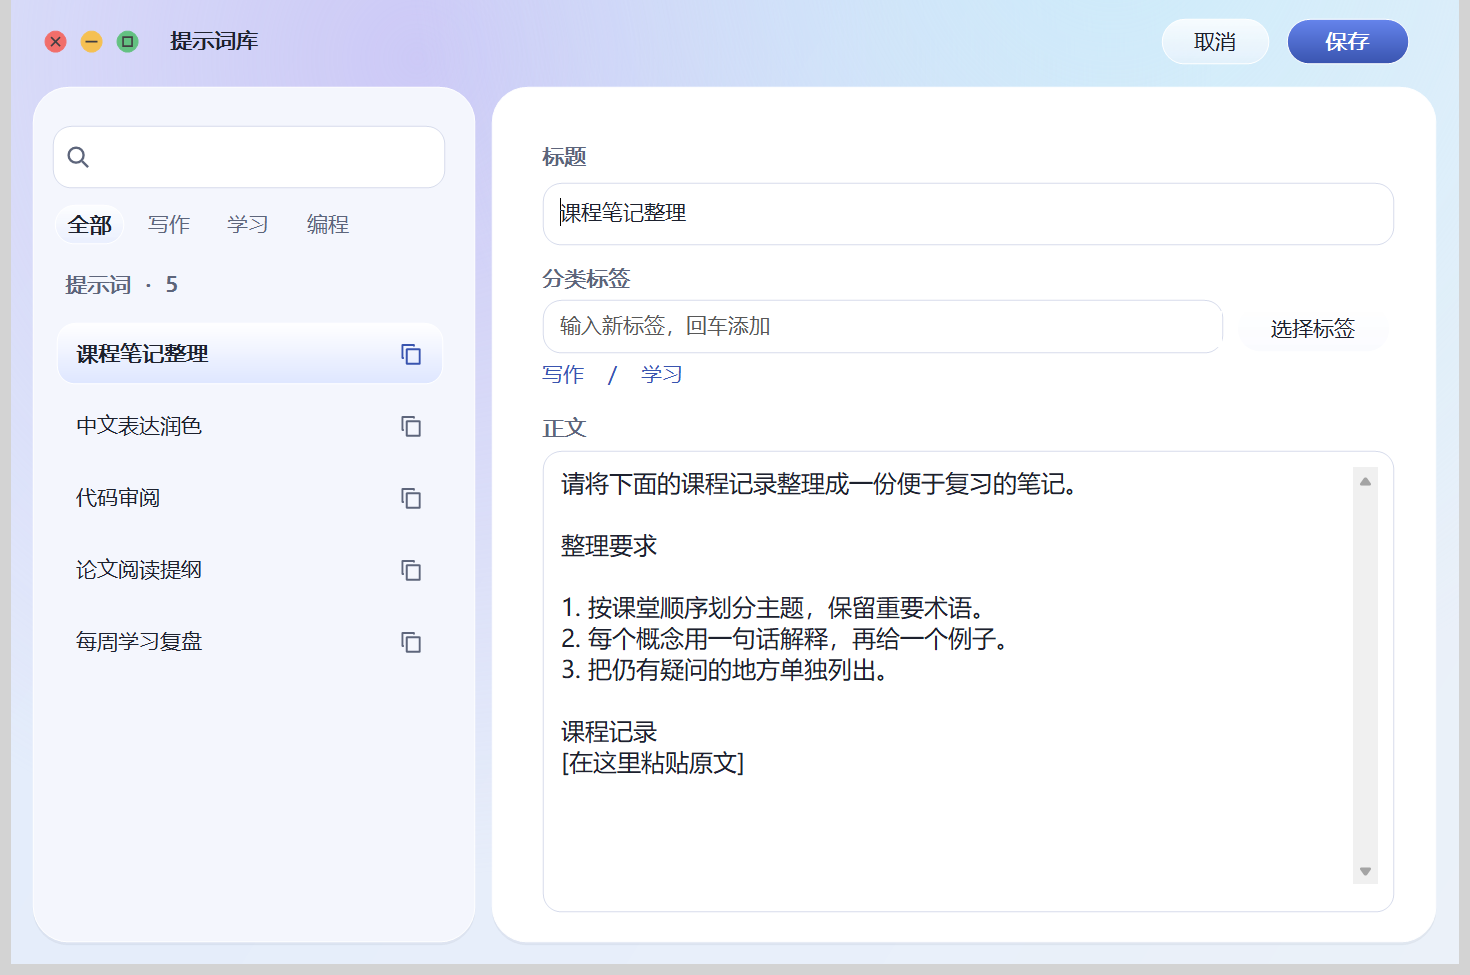 提示词库
取消
保存
全部 写作 学习 编程
提示词 · 5
课程笔记整理
中文表达润色
代码审阅
论文阅读提纲
每周学习复盘
标题
课程笔记整理
分类标签
输入新标签，回车添加
选择标签
写作 / 学习
正文
请将下面的课程记录整理成一份便于复习的笔记。
整理要求
1. 按课堂顺序划分主题，保留重要术语。
2. 每个概念用一句话解释，再给一个例子。
3. 把仍有疑问的地方单独列出。
课程记录
[在这里粘贴原文]